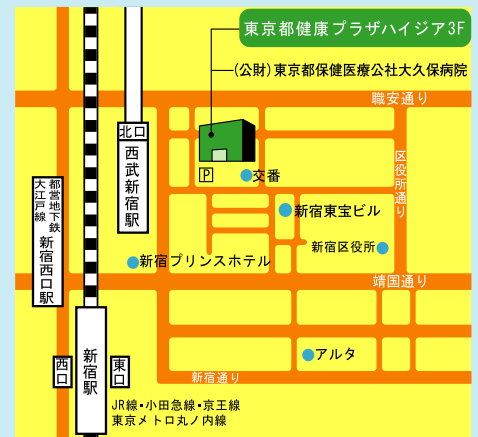 東京都健康プラザハイジア3F
(公財)東京都保健医療公社大久保病院
職安通り
北口
西武新宿駅
P
交番
区役所通り
都営地下鉄
大江戸線
新宿西口駅
新宿東宝ビル
新宿区役所
新宿プリンスホテル
靖国通り
新宿駅
西口
東口
アルタ
新宿通り
JR線・小田急線・京王線
東京メトロ丸ノ内線